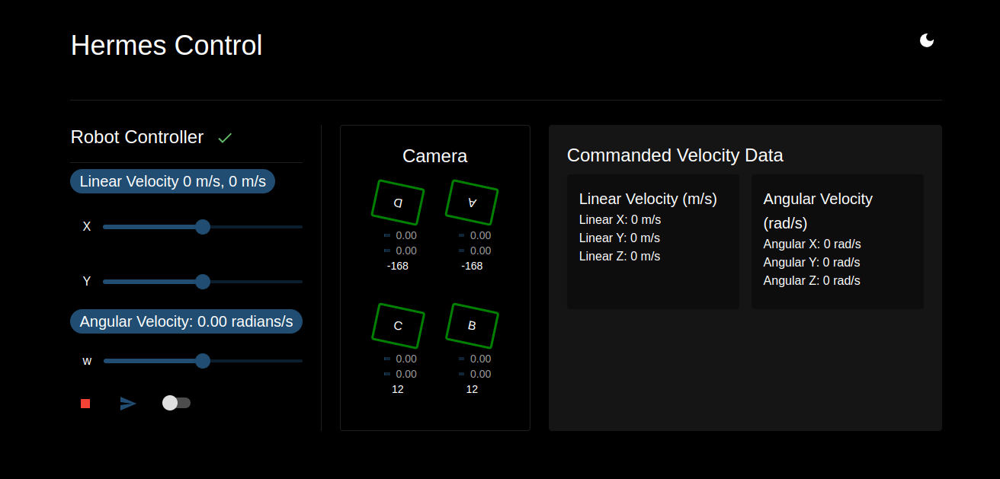 Hermes Control
Robot Controller
Linear Velocity 0 m/s, 0 m/s
X
Y
Angular Velocity: 0.00 radians/s
w
Camera
D A
0.00 0.00
0.00 0.00
-168 -168
C B
0.00 0.00
0.00 0.00
12 12
Commanded Velocity Data
Linear Velocity (m/s)
Linear X: 0 m/s
Linear Y: 0 m/s
Linear Z: 0 m/s
Angular Velocity
(rad/s)
Angular X: 0 rad/s
Angular Y: 0 rad/s
Angular Z: 0 rad/s